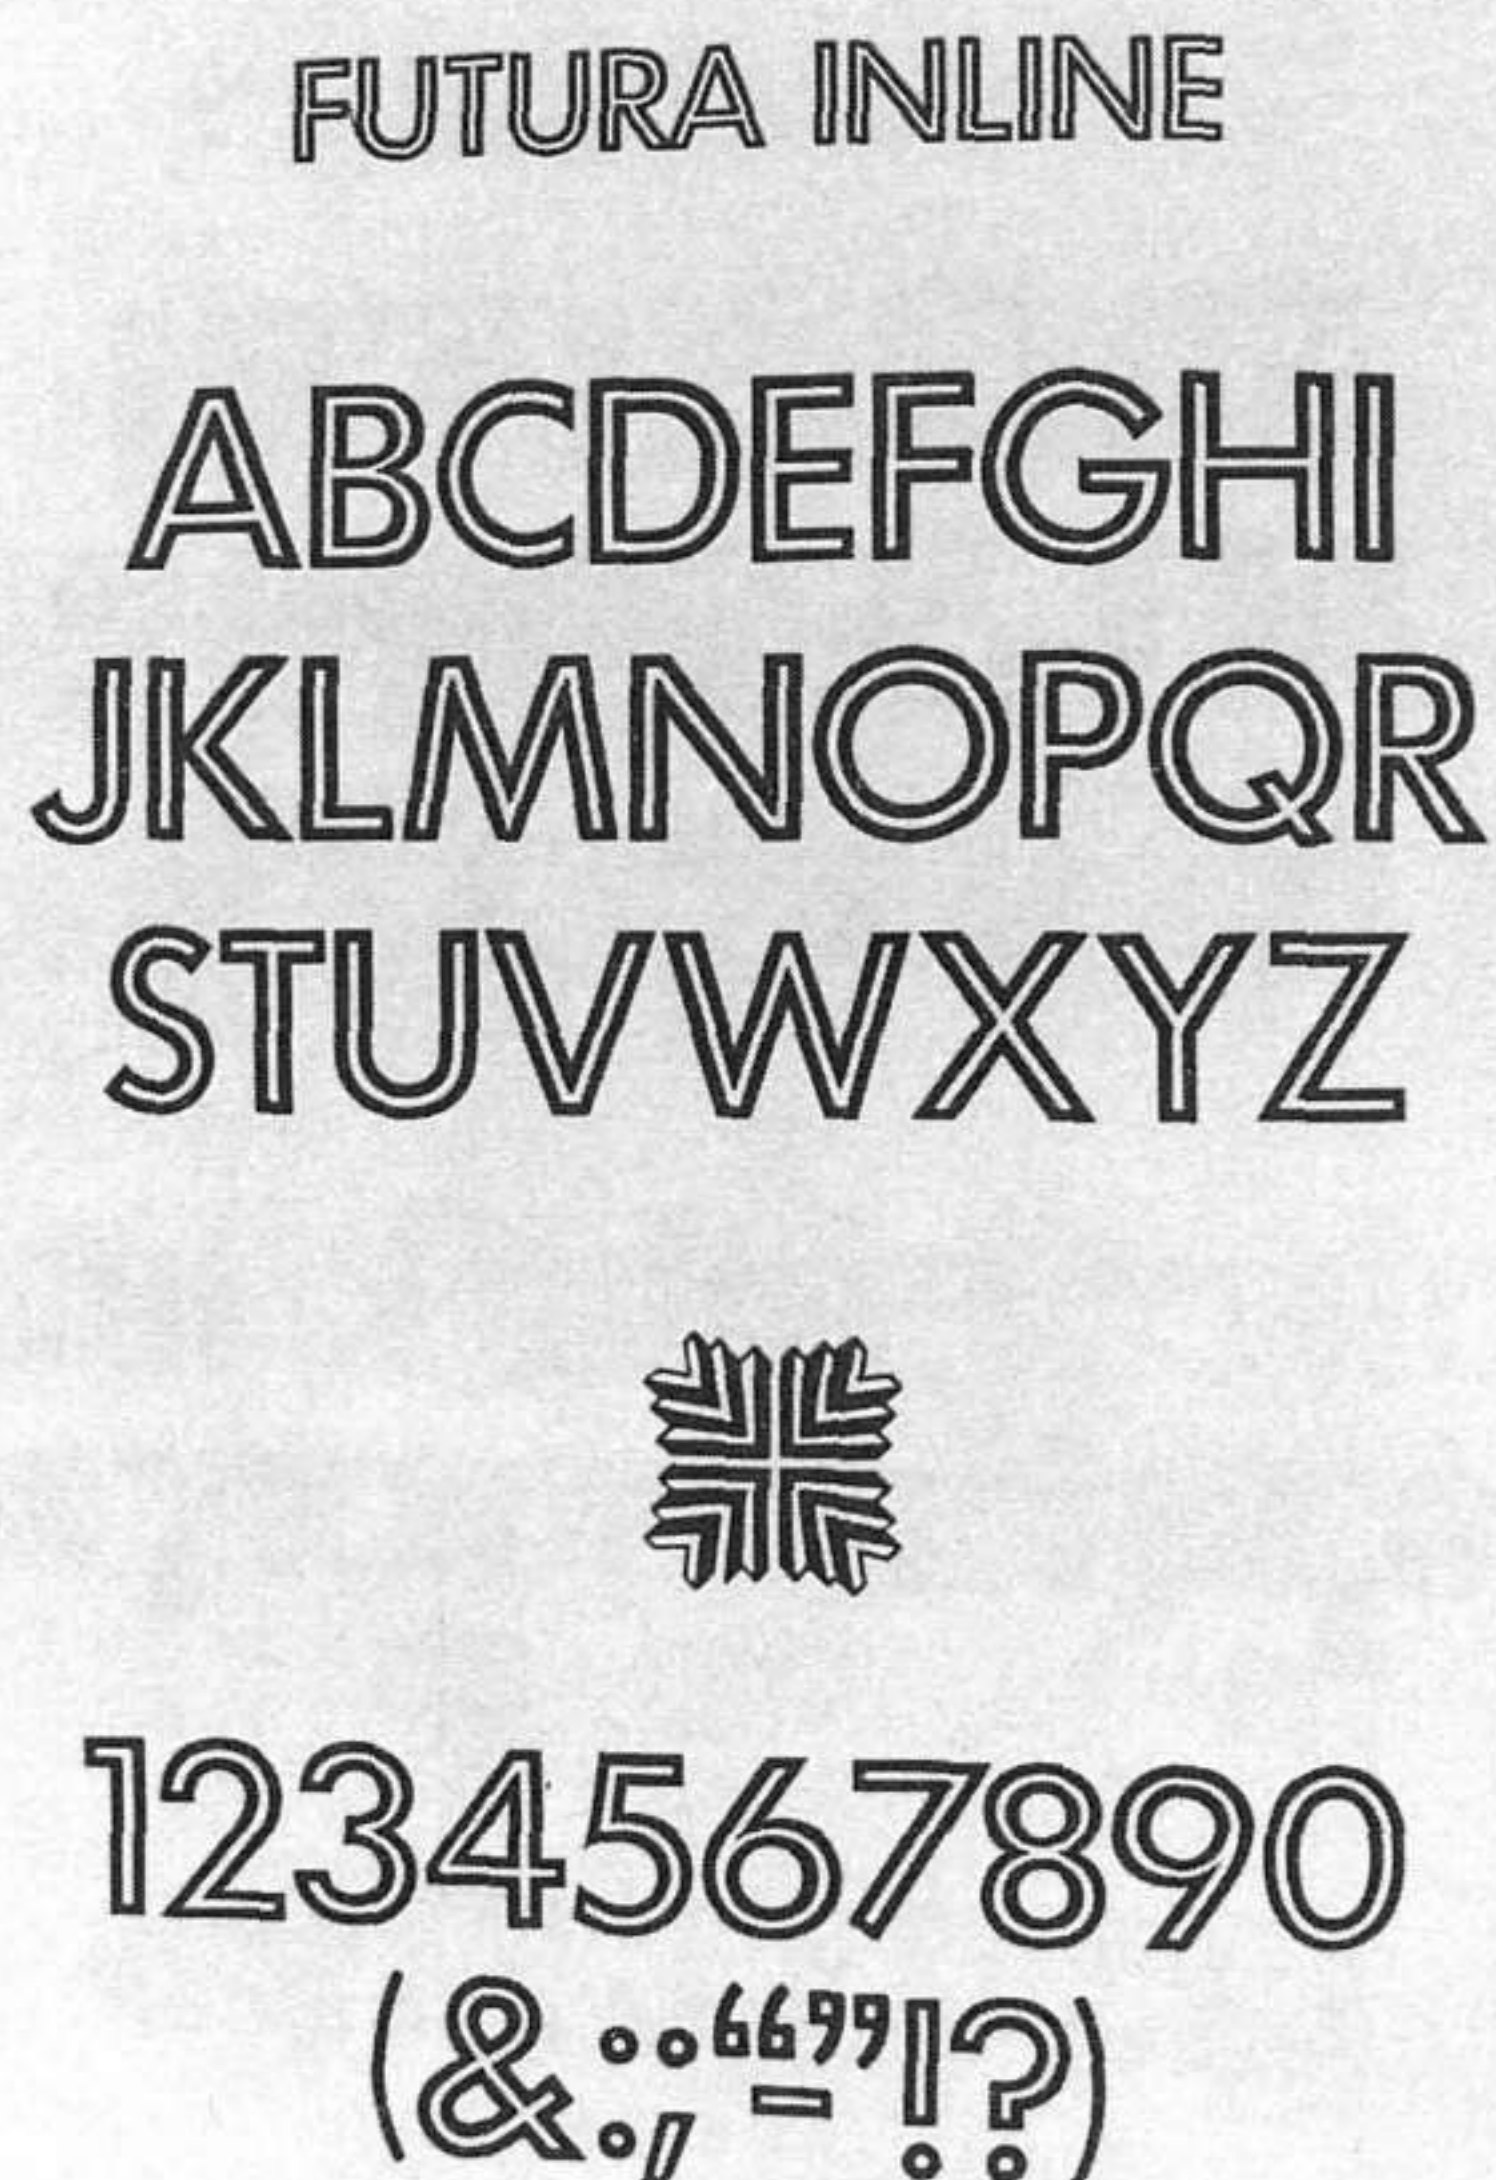 FUTURA INLINE
ABCDEFGHI
JKLMNOPQR
STUVWXYZ
1234567890
(&:;“-”!?)